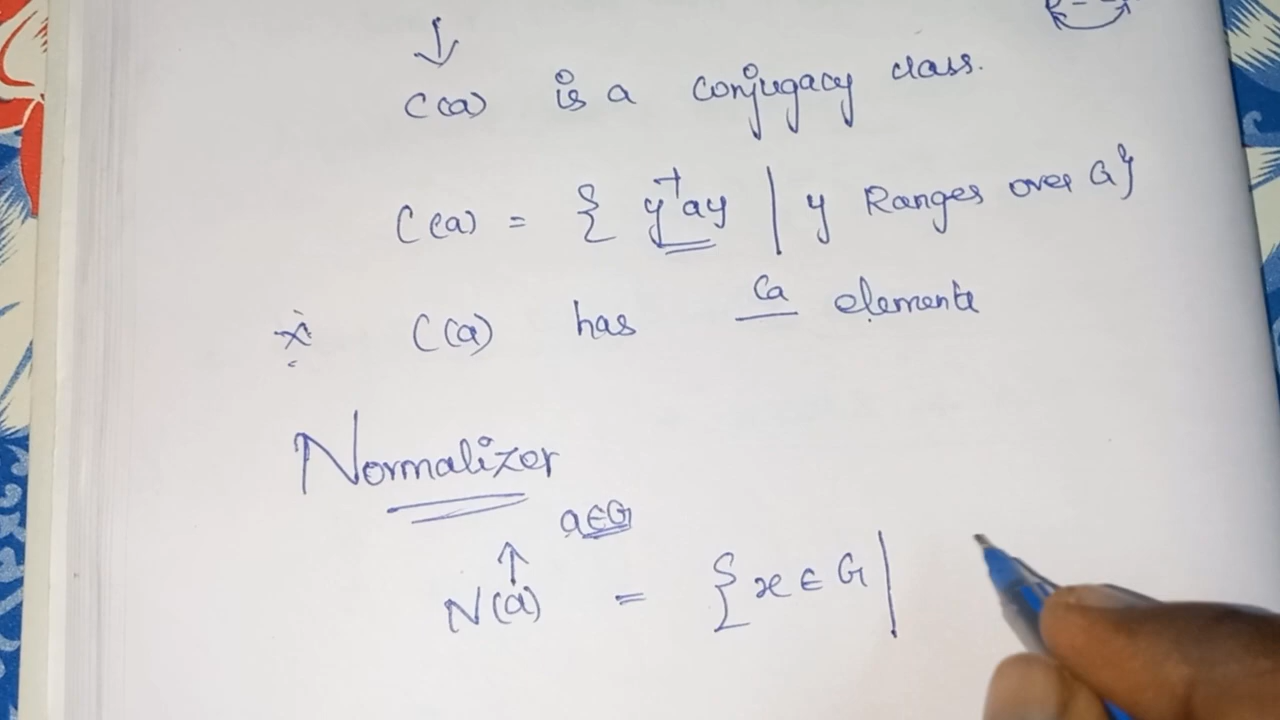 ↓
C(a) is a conjugacy class.
C(a) = { y⁻¹ay | y Ranges over G}
* C(a) has Ca elements
Normalizer
a∈G
↑
N(a) = { x ∈ G |